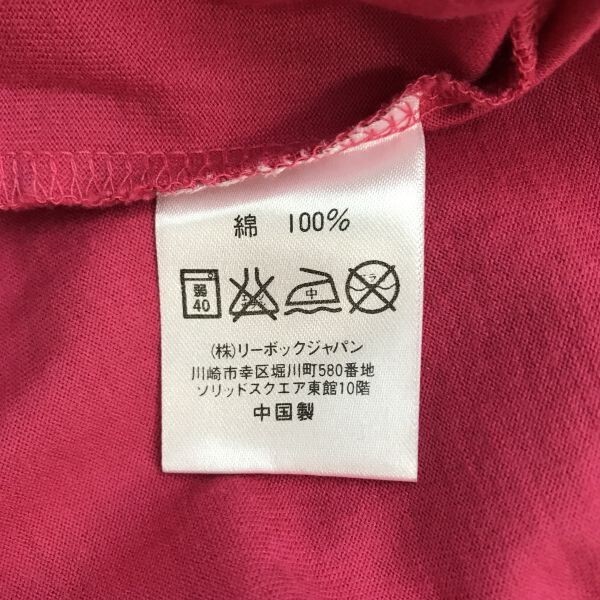 綿 100%
弱 中
40
(株)リーボックジャパン
川崎市幸区堀川町580番地
ソリッドスクエア東館10階
中国製